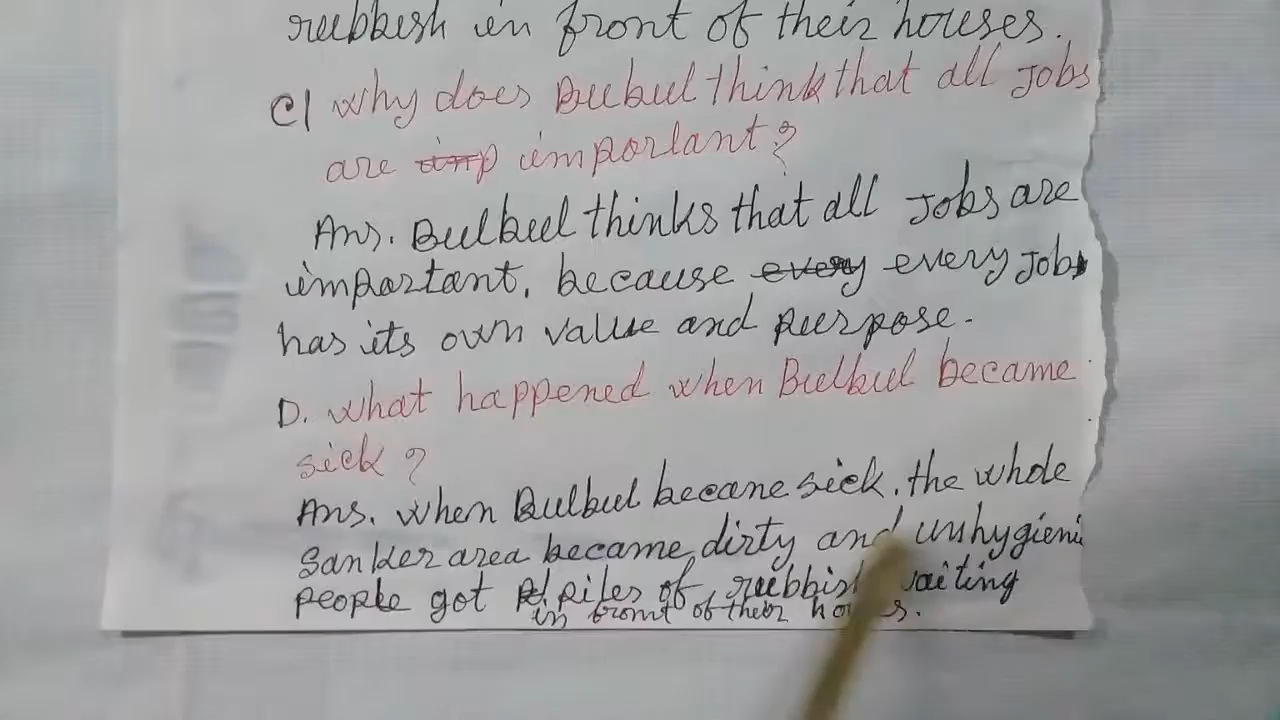 rubbish in front of their houses.
C) Why does Bulbul think that all Jobs
are imp important?
Ans. Bulbul thinks that all Jobs are
important, because every every Jobs
has its own value and purpose.
D. What happened when Bulbul became
sick?
Ans. When Bulbul became sick, the whole
Sanker area became dirty and unhygieni
people got piles of rubbish waiting
in front of their houses.